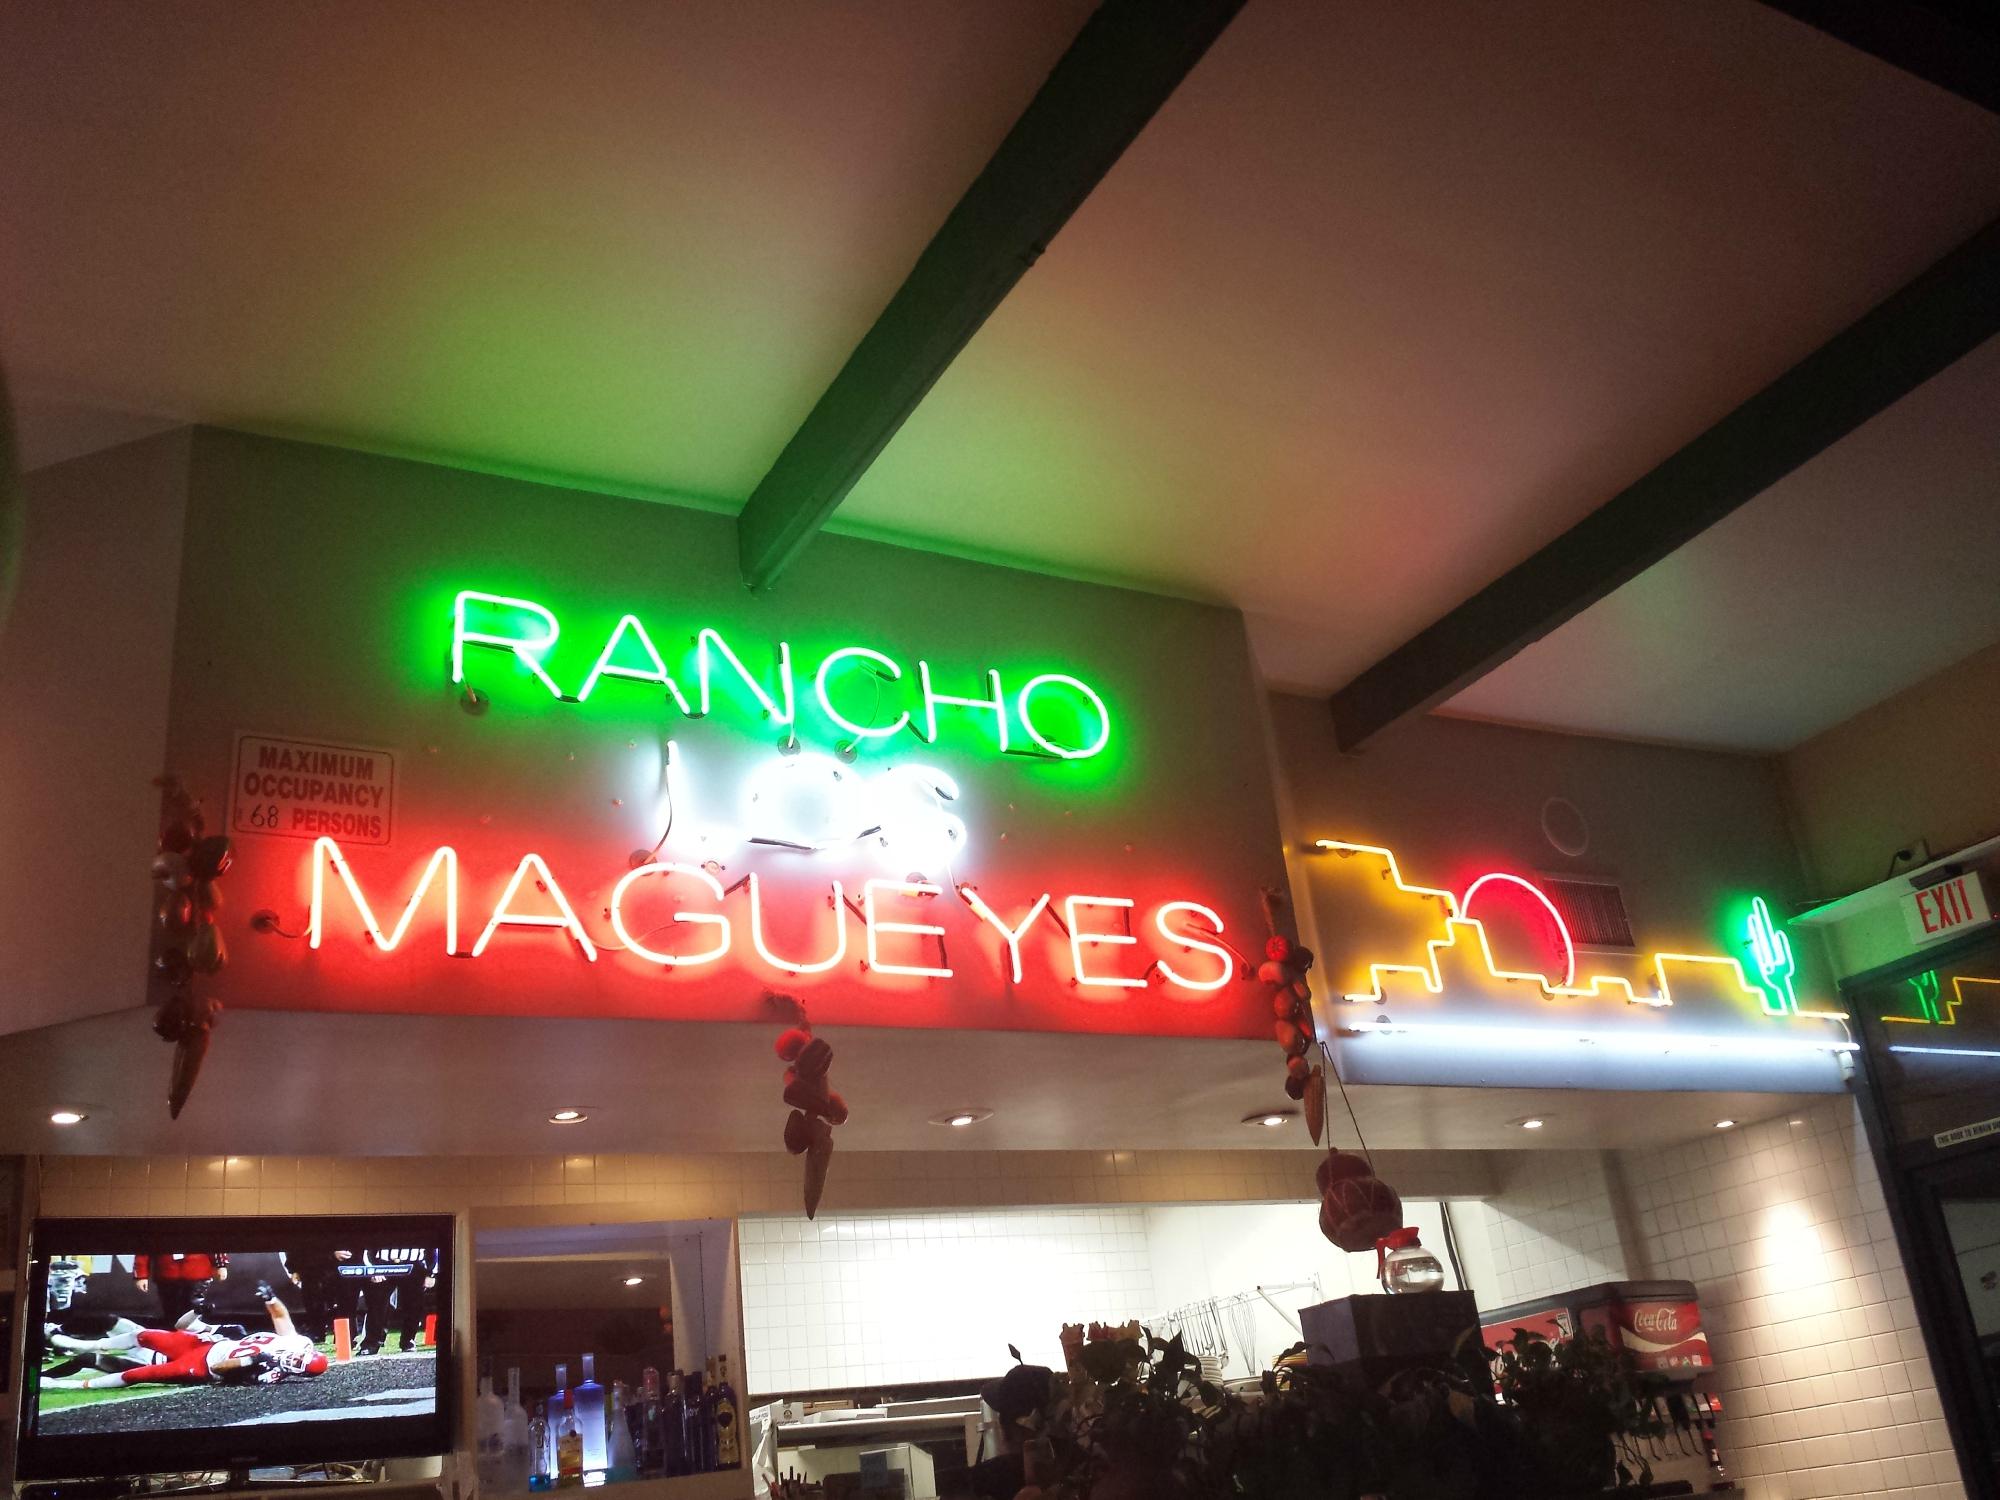 RANCHO
LOS
MAGUEYES
MAXIMUM
OCCUPANCY
68 PERSONS
EXIT
Coca-Cola